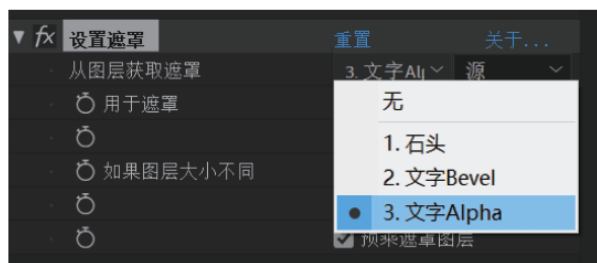 fx 设置遮罩 重置 关于...
从图层获取遮罩 3. 文字Al 源
用于遮罩 无
1. 石头
如果图层大小不同 2. 文字Bevel
3. 文字Alpha
预乘遮罩图层